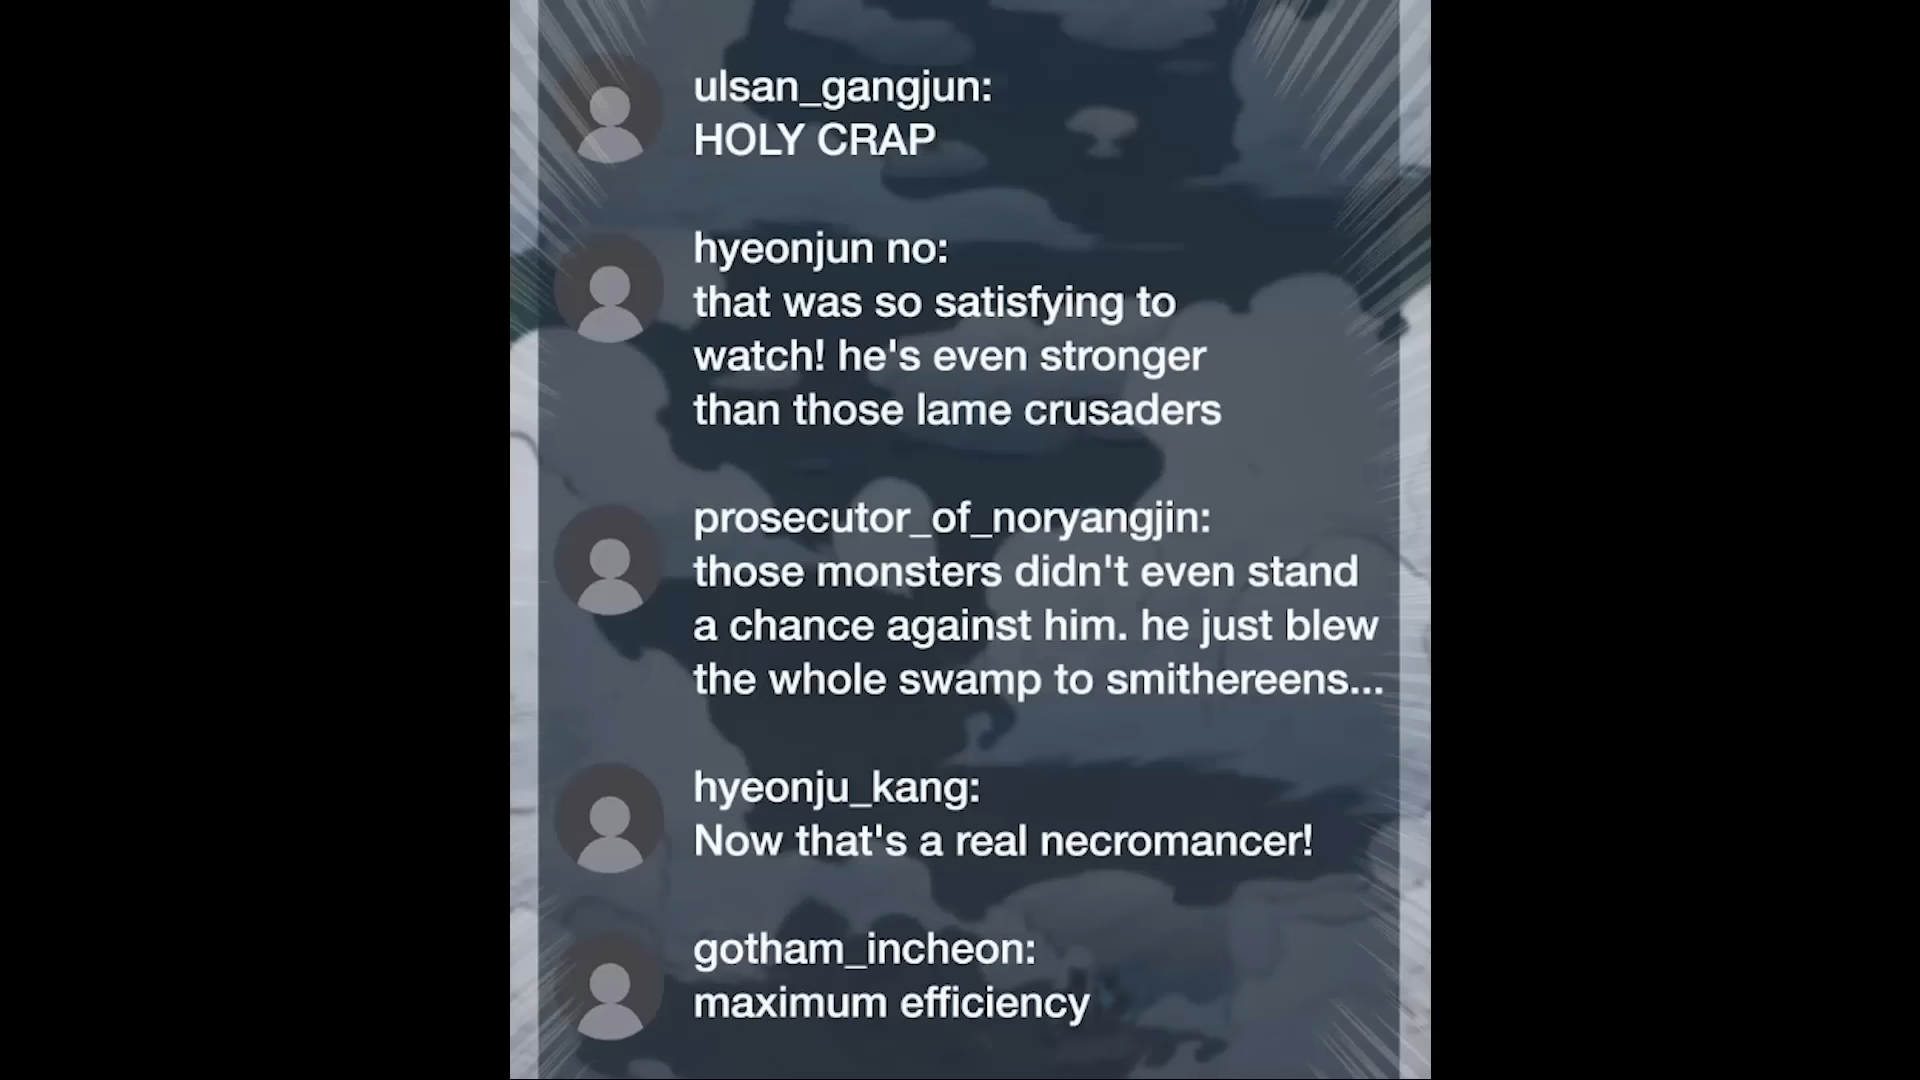 ulsan_gangjun:
HOLY CRAP
hyeonjun no:
that was so satisfying to
watch! he's even stronger
than those lame crusaders
prosecutor_of_noryangjin:
those monsters didn't even stand
a chance against him. he just blew
the whole swamp to smithereens...
hyeonju_kang:
Now that's a real necromancer!
gotham_incheon:
maximum efficiency